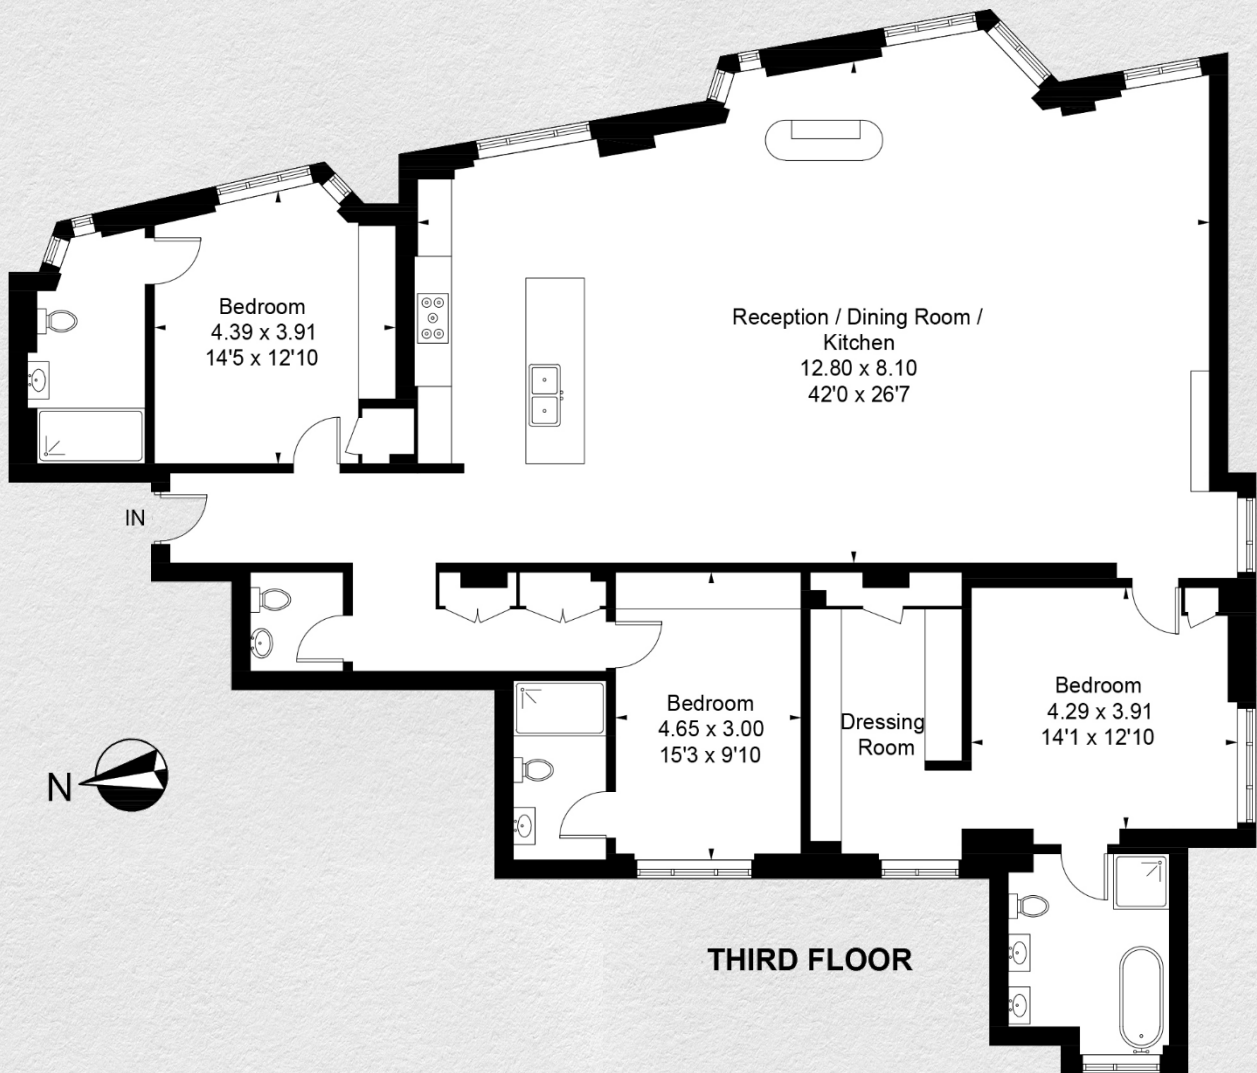 Bedroom
4.39 x 3.91
14'5 x 12'10
Reception / Dining Room /
Kitchen
12.80 x 8.10
42'0 x 26'7
IN
Bedroom
4.65 x 3.00
15'3 x 9'10
Dressing
Room
Bedroom
4.29 x 3.91
14'1 x 12'10
N
THIRD FLOOR